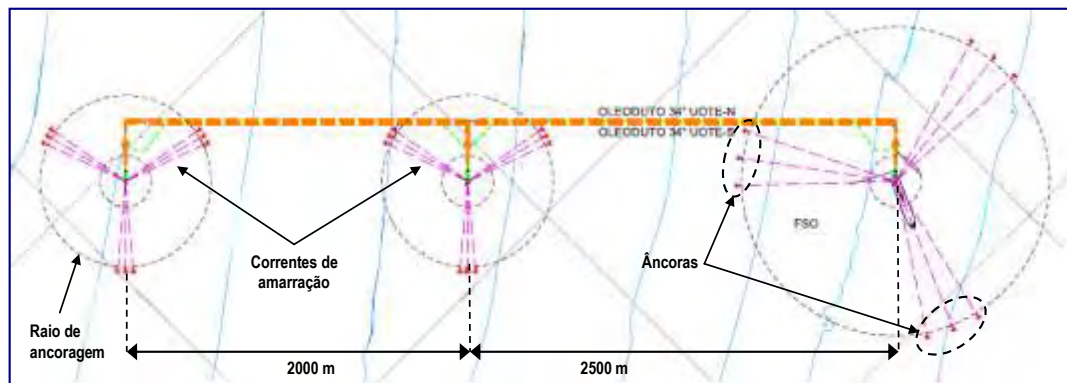 OLEODUTO 34" UOTE-N
OLEODUTO 34" UOTE-S
FSO
Âncoras
Correntes de
amarração
Raio de
ancoragem
2000 m
2500 m